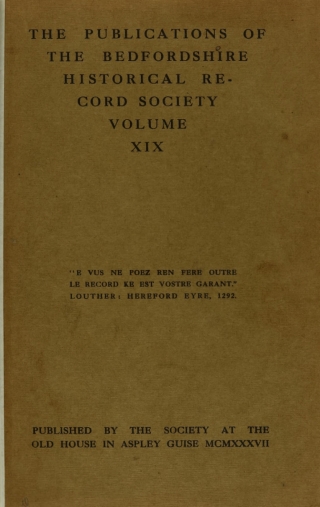 THE PUBLICATIONS OF
THE BEDFORDSHIRE
HISTORICAL RE-
CORD SOCIETY
VOLUME
XIX
"E VUS NE POEZ REN FERE OUTRE
LE RECORD KE EST VOSTRE GARANT."
LOUTHER: HEREFORD EYRE, 1292.
PUBLISHED BY THE SOCIETY AT THE
OLD HOUSE IN ASPLEY GUISE MCMXXXVII